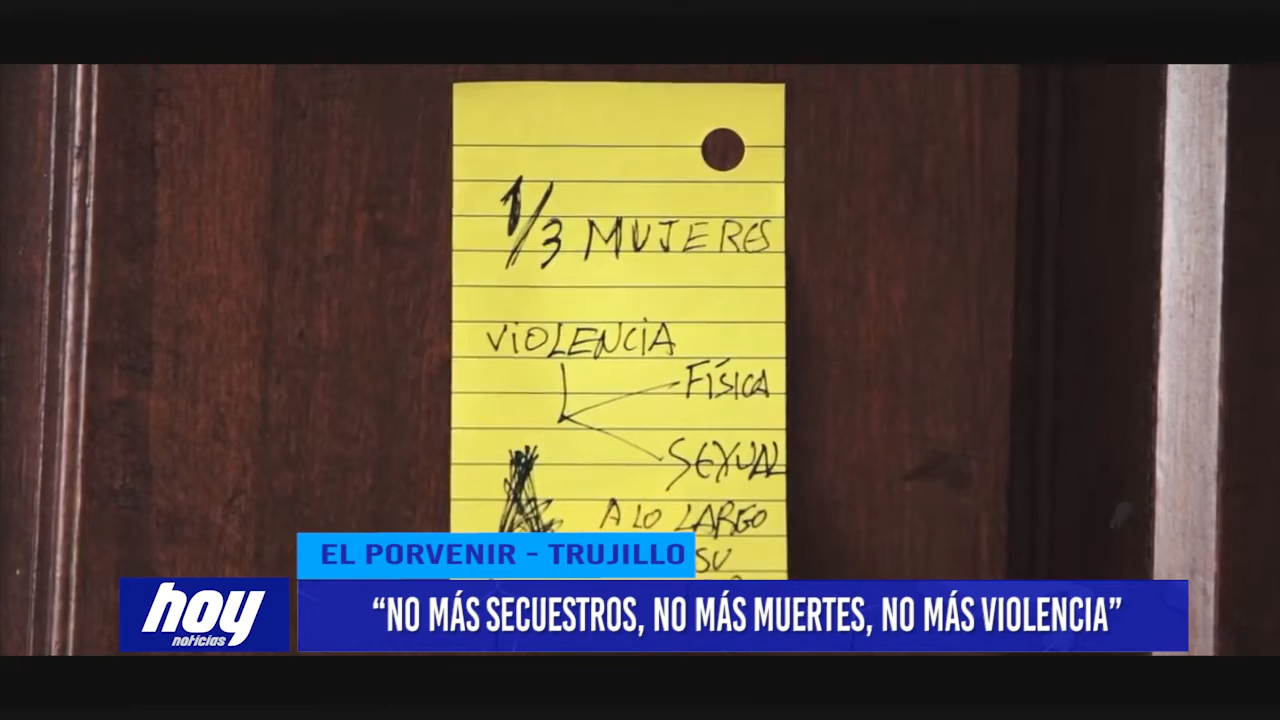 1/3 MUJERES
VIOLENCIA
FÍSICA
SEXUAL
A LO LARGO
SU
EL PORVENIR - TRUJILLO
hoy
noticias
“NO MÁS SECUESTROS, NO MÁS MUERTES, NO MÁS VIOLENCIA”